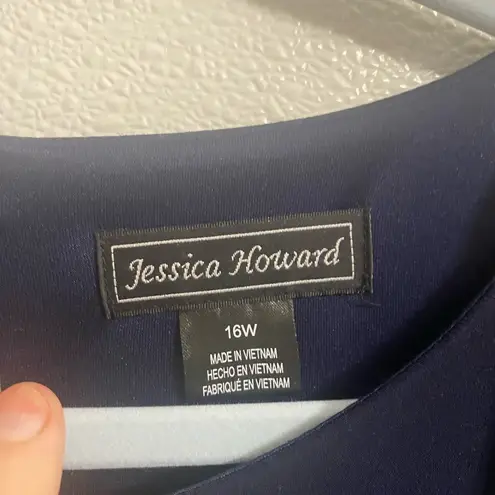 Jessica Howard
16W
MADE IN VIETNAM
HECHO EN VIETNAM
FABRIQUÉ EN VIETNAM